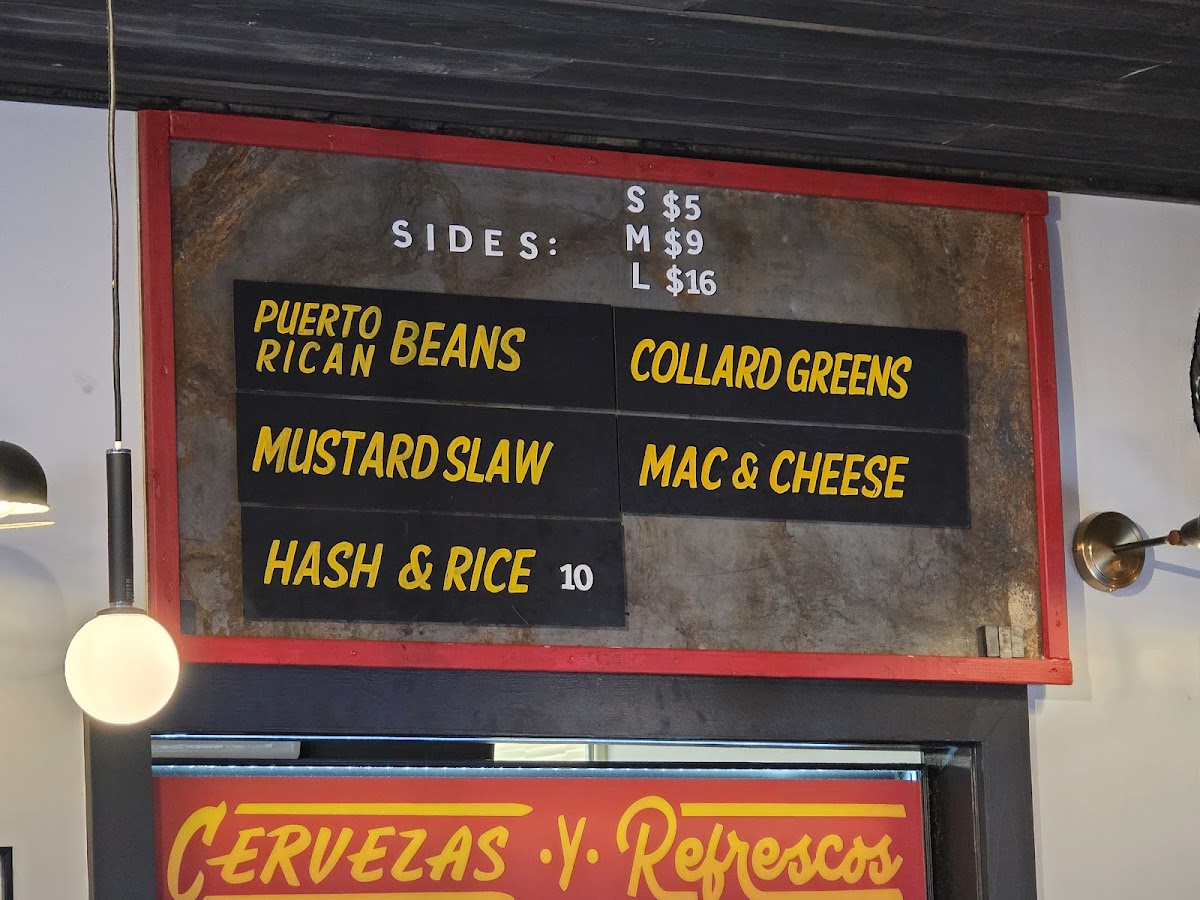 SIDES:
S $5
M $9
L $16
PUERTO RICAN BEANS
COLLARD GREENS
MUSTARD SLAW
MAC & CHEESE
HASH & RICE 10
CERVEZAS .Y. Refrescos